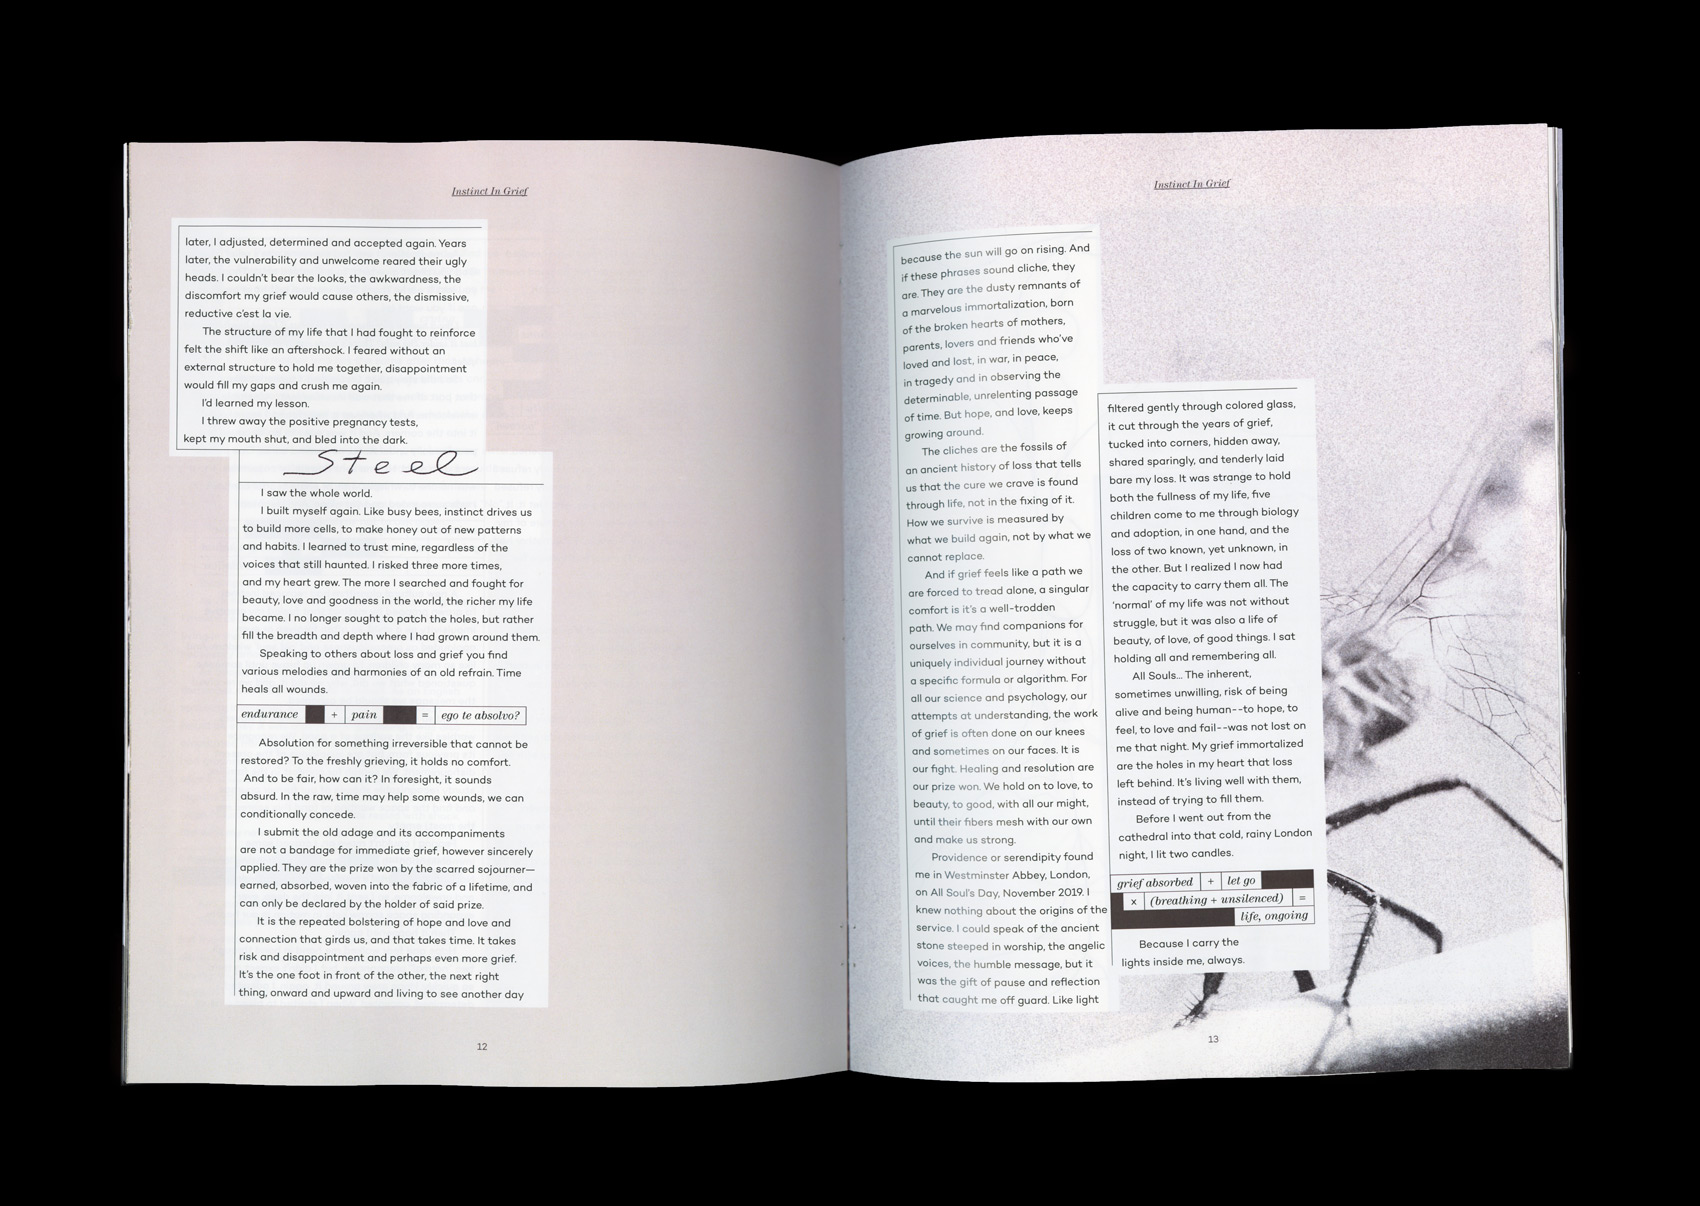 Instinct In Grief
later, I adjusted, determined and accepted again. Years
later, the vulnerability and unwelcome reared their ugly
heads. I couldn't bear the looks, the awkwardness, the
discomfort my grief would cause others, the dismissive,
reductive c'est la vie.
The structure of my life that I had fought to reinforce
felt the shift like an aftershock. I feared without an
external structure to hold me together, disappointment
would fill my gaps and crush me again.
I'd learned my lesson.
I threw away the positive pregnancy tests,
kept my mouth shut, and bled into the dark.
Steel
I saw the whole world.
I built myself again. Like busy bees, instinct drives us
to build more cells, to make honey out of new patterns
and habits. I learned to trust mine, regardless of the
voices that still haunted. I risked three more times,
and my heart grew. The more I searched and fought for
beauty, love and goodness in the world, the richer my life
became. I no longer sought to patch the holes, but rather
fill the breadth and depth where I had grown around them.
Speaking to others about loss and grief you find
various melodies and harmonies of an old refrain. Time
heals all wounds.
endurance + pain = ego te absolvo?
Absolution for something irreversible that cannot be
restored? To the freshly grieving, it holds no comfort.
And to be fair, how can it? In foresight, it sounds
absurd. In the raw, time may help some wounds, we can
conditionally concede.
I submit the old adage and its accompaniments
are not a bandage for immediate grief, however sincerely
applied. They are the prize won by the scarred sojourner—
earned, absorbed, woven into the fabric of a lifetime, and
can only be declared by the holder of said prize.
It is the repeated bolstering of hope and love and
connection that girds us, and that takes time. It takes
risk and disappointment and perhaps even more grief.
It's the one foot in front of the other, the next right
thing, onward and upward and living to see another day
12
Instinct In Grief
because the sun will go on rising. And
if these phrases sound cliche, they
are. They are the dusty remnants of
a marvelous immortalization, born
of the broken hearts of mothers,
parents, lovers and friends who've
loved and lost, in war, in peace,
in tragedy and in observing the
determinable, unrelenting passage
of time. But hope, and love, keeps
growing around.
The cliches are the fossils of
an ancient history of loss that tells
us that the cure we crave is found
through life, not in the fixing of it.
How we survive is measured by
what we build again, not by what we
cannot replace.
And if grief feels like a path we
are forced to tread alone, a singular
comfort is it's a well-trodden
path. We may find companions for
ourselves in community, but it is a
uniquely individual journey without
a specific formula or algorithm. For
all our science and psychology, our
attempts at understanding, the work
of grief is often done on our knees
and sometimes on our faces. It is
our fight. Healing and resolution are
our prize won. We hold on to love, to
beauty, to good, with all our might,
until their fibers mesh with our own
and make us strong.
Providence or serendipity found
me in Westminster Abbey, London,
on All Soul's Day, November 2019. I
knew nothing about the origins of the
service. I could speak of the ancient
stone steeped in worship, the angelic
voices, the humble message, but it
was the gift of pause and reflection
that caught me off guard. Like light
filtered gently through colored glass,
it cut through the years of grief,
tucked into corners, hidden away,
shared sparingly, and tenderly laid
bare my loss. It was strange to hold
both the fullness of my life, five
children come to me through biology
and adoption, in one hand, and the
loss of two known, yet unknown, in
the other. But I realized I now had
the capacity to carry them all. The
'normal' of my life was not without
struggle, but it was also a life of
beauty, of love, of good things. I sat
holding all and remembering all.
All Souls... The inherent,
sometimes unwilling, risk of being
alive and being human--to hope, to
feel, to love and fail--was not lost on
me that night. My grief immortalized
are the holes in my heart that loss
left behind. It's living well with them,
instead of trying to fill them.
Before I went out from the
cathedral into that cold, rainy London
night, I lit two candles.
grief absorbed + let go
x (breathing + unsilenced) =
life, ongoing
Because I carry the
lights inside me, always.
13